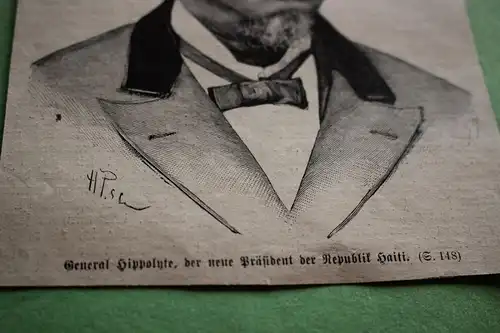 General Hippolyte, der neue Präsident der Republik Haiti. (S. 148)